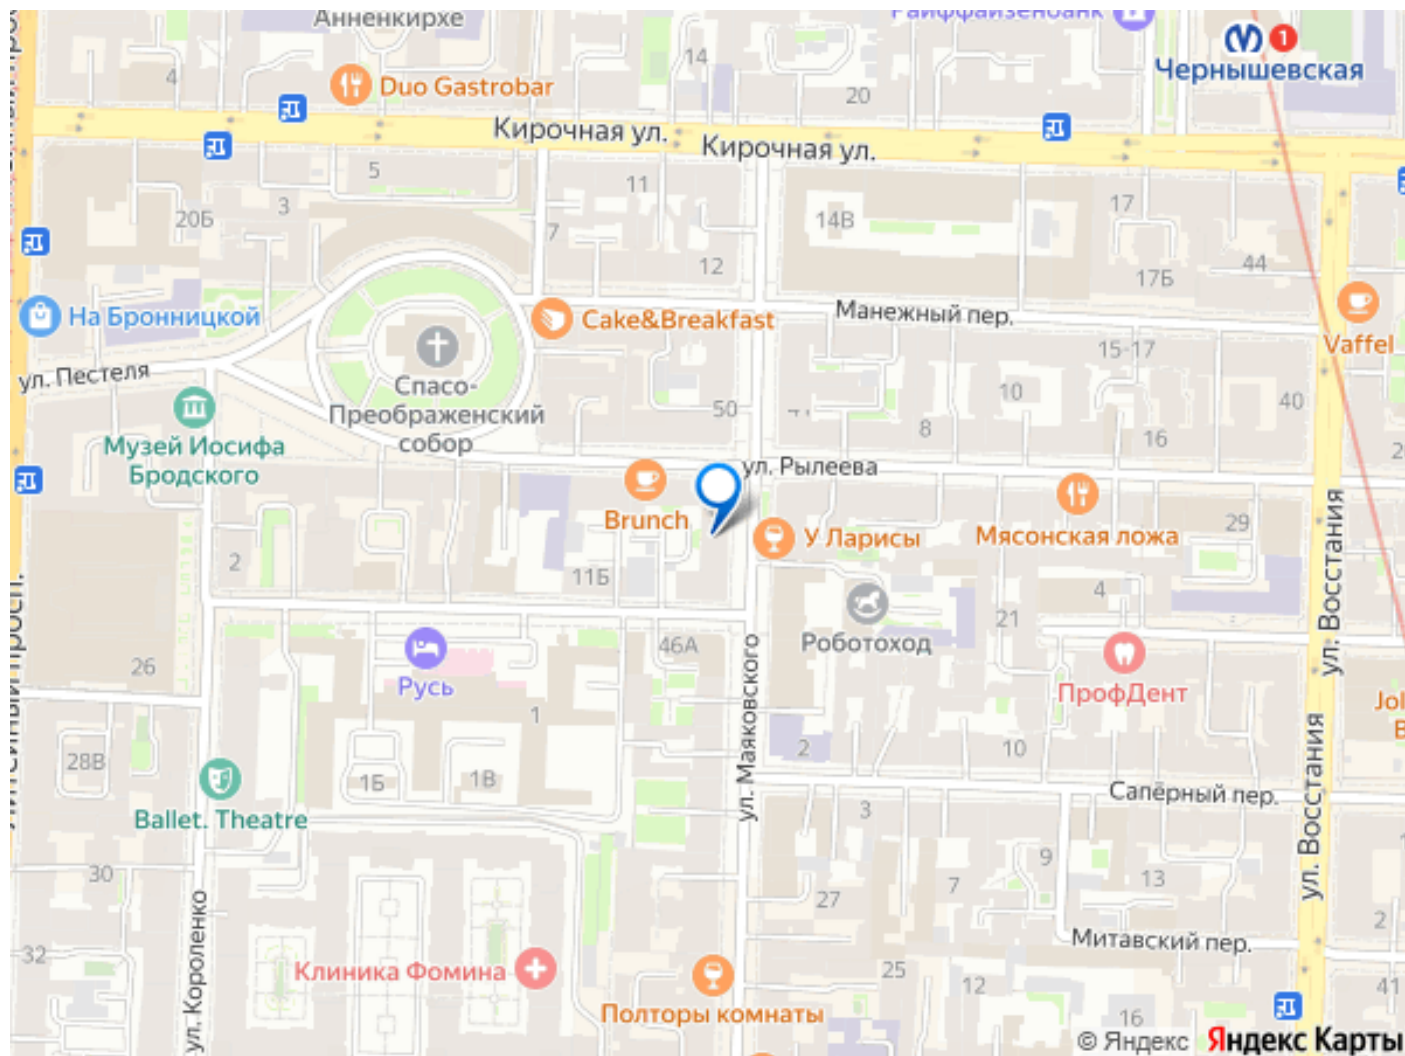 Анненкирхе
Райффайзенбанк
1
Чернышевская
14
4
Duo Gastrobar
20
Кирочная ул.
Кирочная ул.
5
11
17
3
20Б
14В
7
12
44
17Б
На Бронницкой
Cake&Breakfast
Манежный пер.
Vaffel
15-17
ул. Пестеля
Спасо-
Преображенский
собор
10
40
50
8
16
Музей Иосифа
Бродского
ул. Рылеева
Brunch
У Ларисы
Мясонская ложа
29
2
11Б
4
21
ул. Восстания
46А
Роботоход
26
Русь
ПрофДент
1
ул. Маяковского
2
10
28В
1Б
1В
Сапёрный пер.
ул. Восстания
Ballet. Theatre
3
9
30
7
13
27
2
ул. Короленко
Митавский пер.
32
Клиника Фомина
25
12
41
Полторы комнаты
16
© Яндекс Яндекс Карты